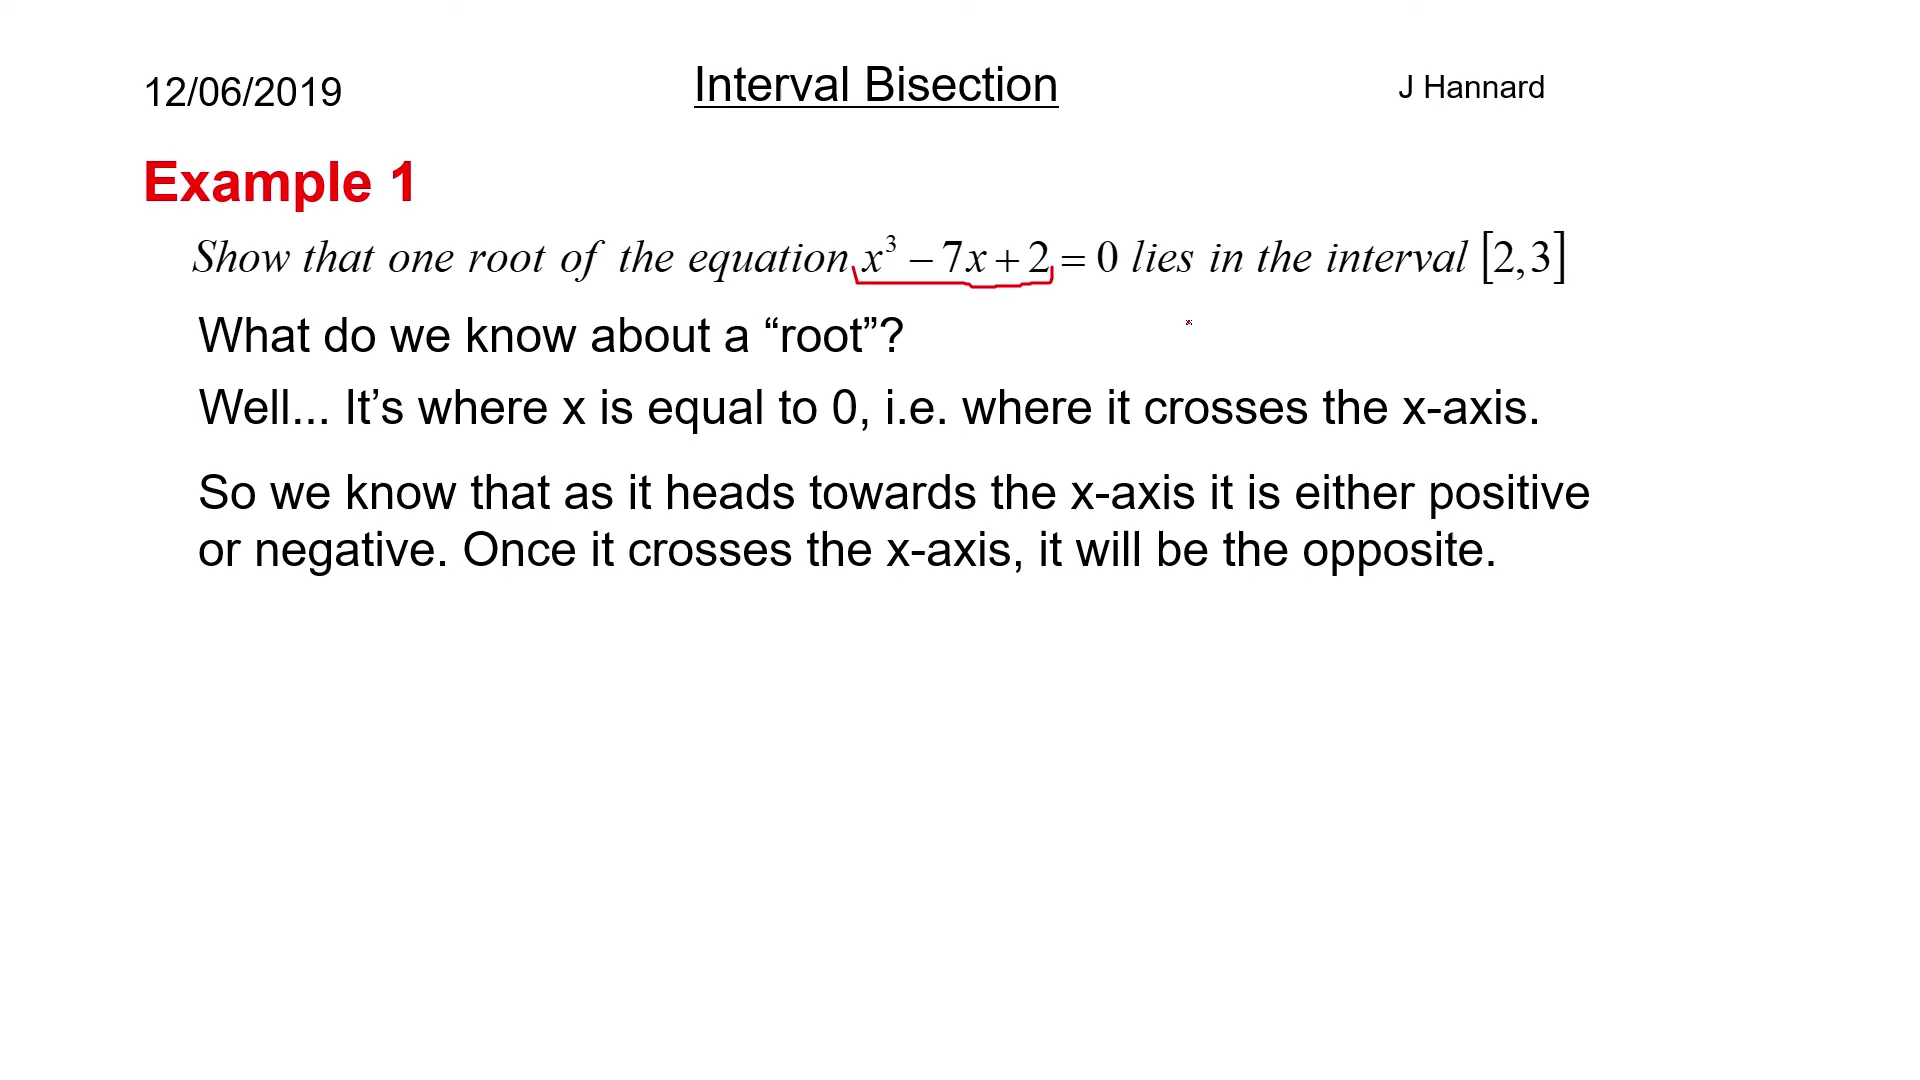 12/06/2019 Interval Bisection J Hannard
Example 1
Show that one root of the equation x³ − 7x + 2 = 0 lies in the interval [2,3]
What do we know about a “root”?
Well... It’s where x is equal to 0, i.e. where it crosses the x-axis.
So we know that as it heads towards the x-axis it is either positive
or negative. Once it crosses the x-axis, it will be the opposite.